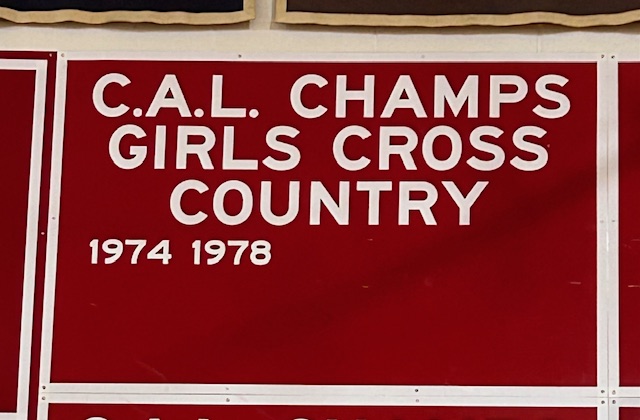 C.A.L. CHAMPS
GIRLS CROSS
COUNTRY
1974 1978